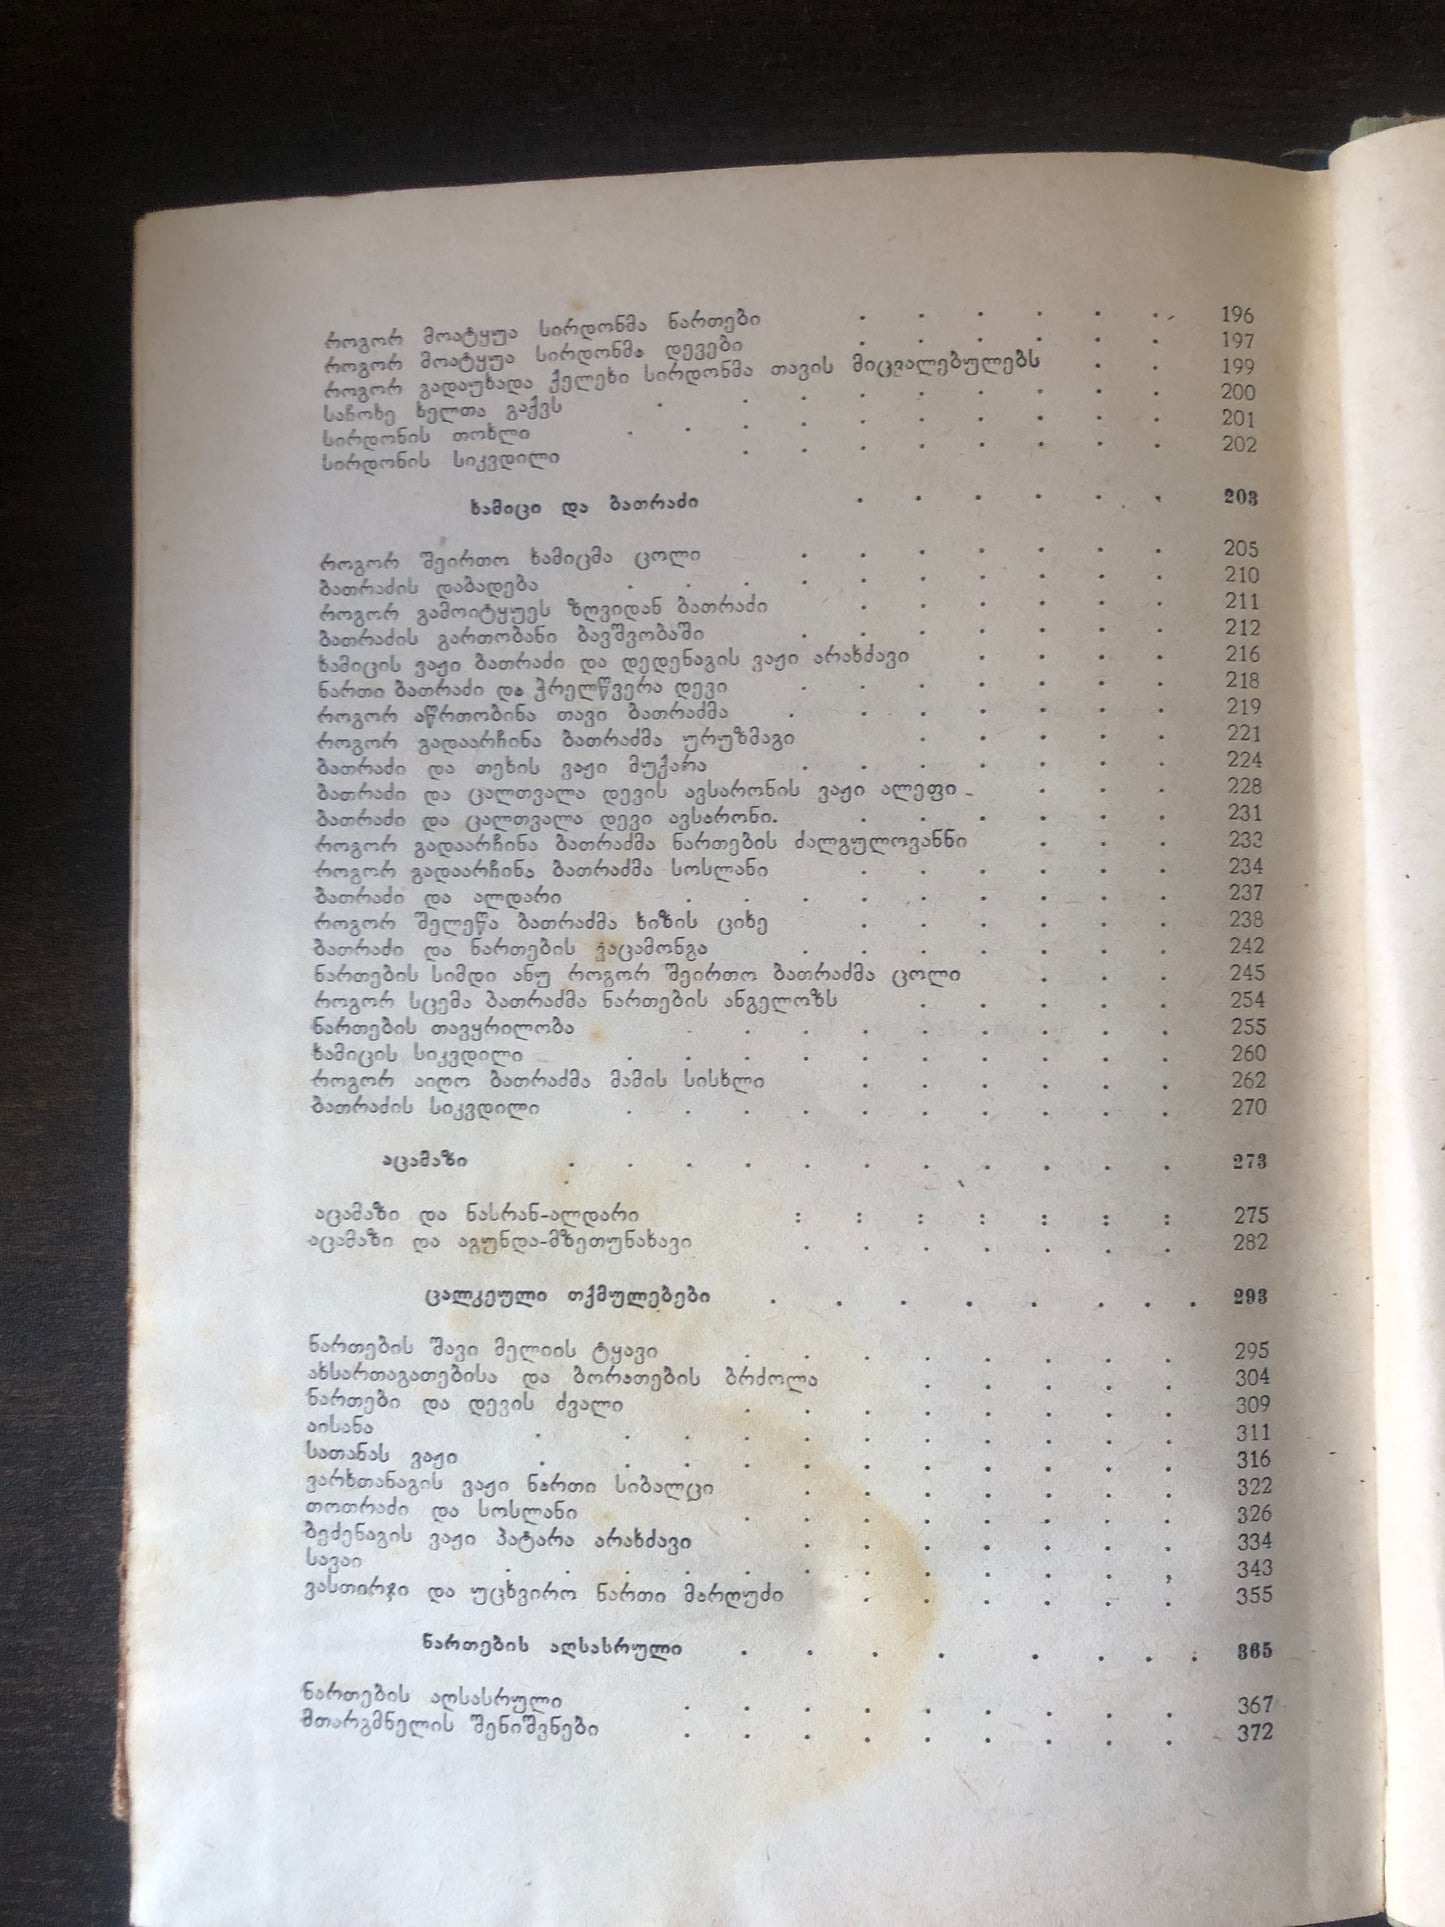 როგორ მოატყუა სირდონმა ნართები . . . . . . 196
როგორ მოატყუა სირდონმა დევები . . . . . . 197
როგორ გადაუხადა ქელეხი სირდონმა თავის მიცვალებულებს . . 199
საჩოხე ხელთა გაქვს . . . . . . . . . 200
სირდონის თოხლი . . . . . . . . . . 201
სირდონის სიკვდილი . . . . . . . . 202
ხამიცი და ბათრაძი . . . . . . 203
როგორ შეირთო ხამიცმა ცოლი . . . . . . . 205
ბათრაძის დაბადება . . . . . . . . . . 210
როგორ გამოიტყუეს ზღვიდან ბათრაძი . . . . . . 211
ბათრაძის გართობანი ბავშვობაში . . . . . . . 212
ხამიცის ვაჟი ბათრაძი და დედენაგის ვაჟი არახძავი . . . . 216
ნართი ბათრაძი და ჭრელწვერა დევი . . . . . . . 218
როგორ აწრთობინა თავი ბათრაძმა . . . . . . . 219
როგორ გადაარჩინა ბათრაძმა ურუზმაგი . . . . . 221
ბათრაძი და თეხის ვაჟი მუქარა . . . . . . . 224
ბათრაძი და ცალთვალა დევის ავსარონის ვაჟი ალეფი . . . 228
ბათრაძი და ცალთვალა დევი ავსარონი. . . . . . . 231
როგორ გადაარჩინა ბათრაძმა ნართების ძალგულოვანნი . . . 233
როგორ გადაარჩინა ბათრაძმა სოსლანი . . . . . . 234
ბათრაძი და ალდარი . . . . . . . . . 237
როგორ შელეწა ბათრაძმა ხიზის ციხე . . . . . . 238
ბათრაძი და ნართების ვაცამონგა . . . . . . . 242
ნართების სიმდი ანუ როგორ შეირთო ბათრაძმა ცოლი . . . 245
როგორ სცემა ბათრაძმა ნართების ანგელოზს . . . . . 254
ნართების თავყრილობა . . . . . . . . . 255
ხამიცის სიკვდილი . . . . . . . . . . 260
როგორ აიღო ბათრაძმა მამის სისხლი . . . . . . 262
ბათრაძის სიკვდილი . . . . . . . . . . 270
აცამაზი . . . . . . . . . . . 273
აცამაზი და ნასრან-ალდარი : : : : : : : 275
აცამაზი და აგუნდა-მზეთუნახავი . . . . . . . 282
ცალკეული თქმულებები . . . . . . . . 293
ნართების შავი მელიის ტყავი . . . . . . . . 295
ახსართაგათებისა და ბორათების ბრძოლა . . . . . 304
ნართები და დევის ძვალი . . . . . . . . 309
აისანა . . . . . . . . . . . 311
სათანას ვაჟი . . . . . . . . . . . 316
ვარხთანაგის ვაჟი ნართი სიბალცი . . . . . . . 322
თოთრაძი და სოსლანი . . . . . . . . 326
ბეძენაგის ვაჟი პატარა არახძავი . . . . . . . 334
სავაი . . . . . . . . . . . , 343
ვასთირჯი და უცხვირო ნართი მარღუძი . . . . . . 355
ნართების აღსასრული . . . . . . . . 365
ნართების აღსასრული . . . . . . . . . 367
მთარგმნელის შენიშვნები . . . . . . . . . 372